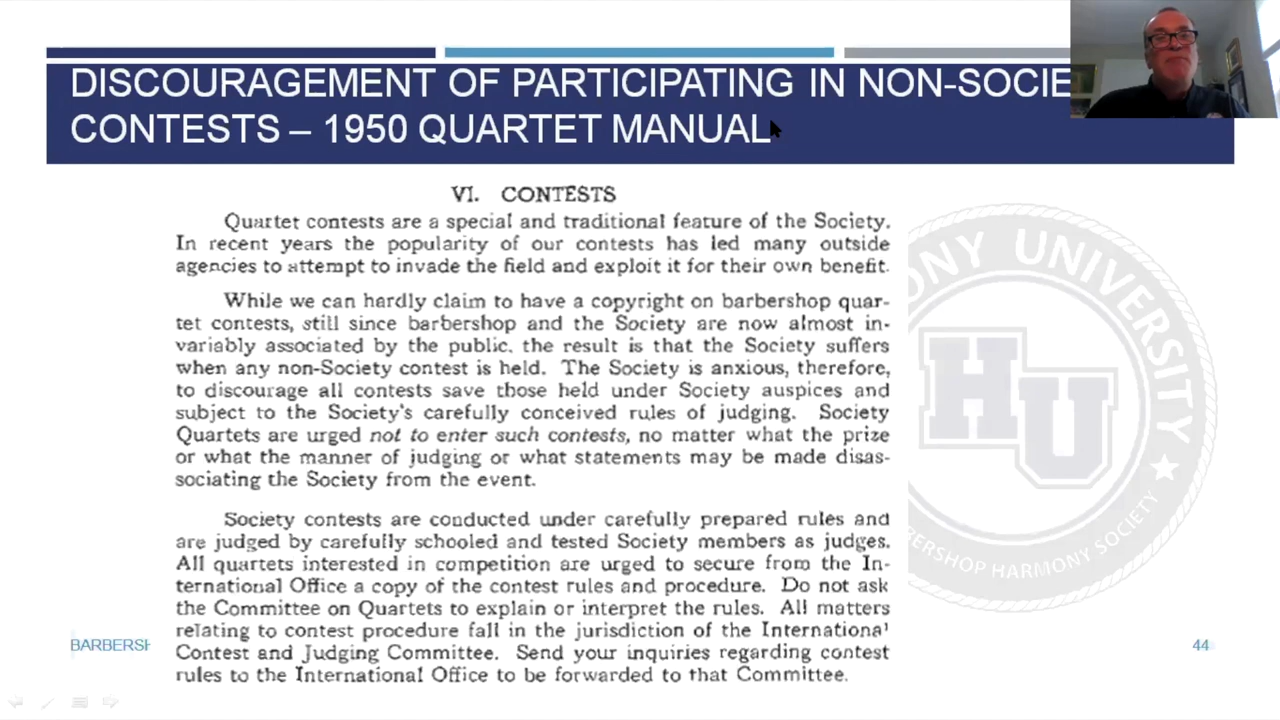 DISCOURAGEMENT OF PARTICIPATING IN NON-SOCIE
CONTESTS – 1950 QUARTET MANUAL
VI. CONTESTS
Quartet contests are a special and traditional feature of the Society.
In recent years the popularity of our contests has led many outside
agencies to attempt to invade the field and exploit it for their own benefit.
While we can hardly claim to have a copyright on barbershop quar-
tet contests, still since barbershop and the Society are now almost in-
variably associated by the public, the result is that the Society suffers
when any non-Society contest is held. The Society is anxious, therefore,
to discourage all contests save those held under Society auspices and
subject to the Society's carefully conceived rules of judging. Society
Quartets are urged not to enter such contests, no matter what the prize
or what the manner of judging or what statements may be made disas-
sociating the Society from the event.
Society contests are conducted under carefully prepared rules and
are judged by carefully schooled and tested Society members as judges.
All quartets interested in competition are urged to secure from the In-
ternational Office a copy of the contest rules and procedure. Do not ask
the Committee on Quartets to explain or interpret the rules. All matters
relating to contest procedure fall in the jurisdiction of the International
Contest and Judging Committee. Send your inquiries regarding contest
rules to the International Office to be forwarded to that Committee.
ONY UNIVERSITY
HU
RBERSHOP HARMONY SOCIETY
BARBERSH
44